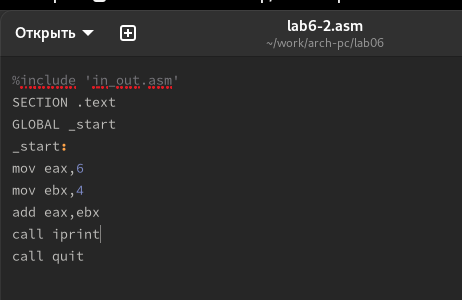 Открыть
lab6-2.asm
~/work/arch-pc/lab06
%include 'in_out.asm'
SECTION .text
GLOBAL _start
_start:
mov eax,6
mov ebx,4
add eax,ebx
call iprint
call quit